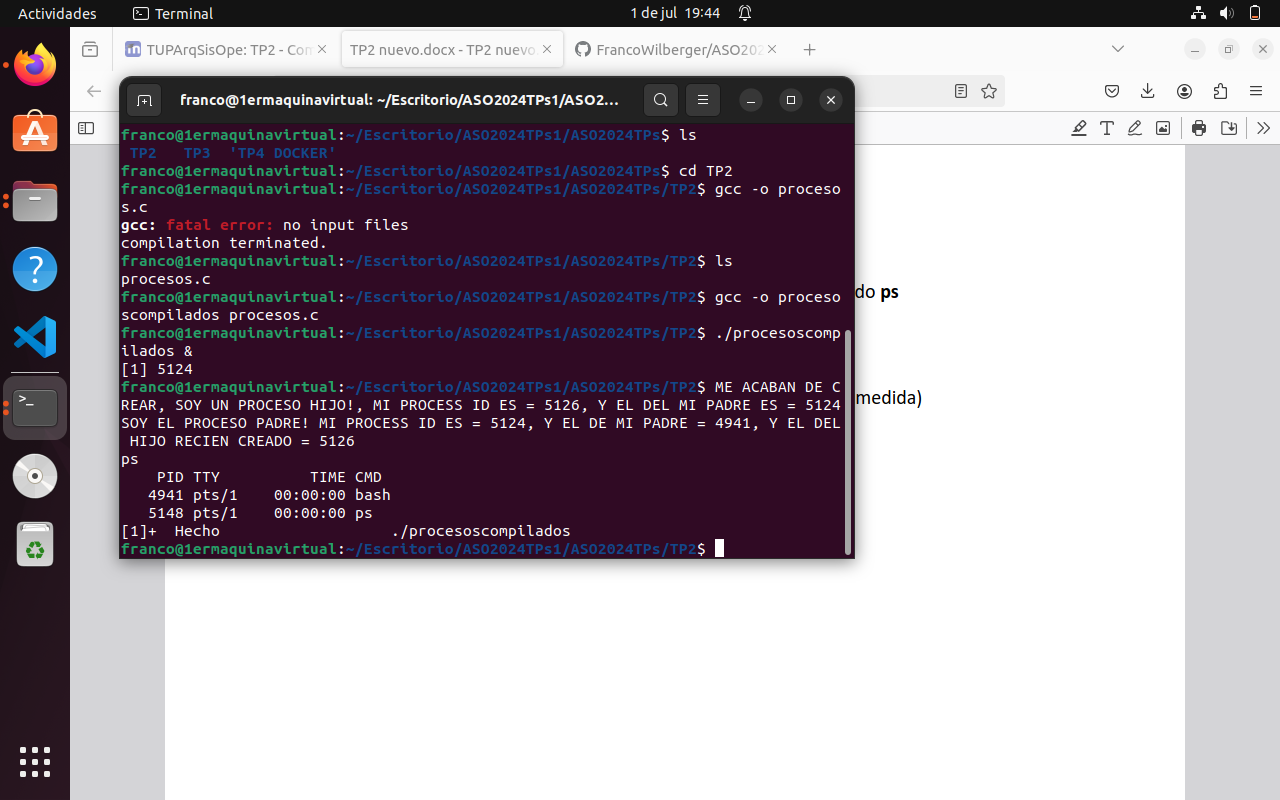 Actividades
Terminal
1 de jul 19:44
TUPArqSisOpe: TP2 - Con
TP2 nuevo.docx - TP2 nuevo
FrancoWilberger/ASO202
franco@1ermaquinavirtual: ~/Escritorio/ASO2024TPs1/ASO2...
franco@1ermaquinavirtual:~/Escritorio/ASO2024TPs1/ASO2024TPs$ ls
TP2 TP3 'TP4 DOCKER'
franco@1ermaquinavirtual:~/Escritorio/ASO2024TPs1/ASO2024TPs$ cd TP2
franco@1ermaquinavirtual:~/Escritorio/ASO2024TPs1/ASO2024TPs/TP2$ gcc -o proceso
s.c
gcc: fatal error: no input files
compilation terminated.
franco@1ermaquinavirtual:~/Escritorio/ASO2024TPs1/ASO2024TPs/TP2$ ls
procesos.c
franco@1ermaquinavirtual:~/Escritorio/ASO2024TPs1/ASO2024TPs/TP2$ gcc -o proceso
scompilados procesos.c
franco@1ermaquinavirtual:~/Escritorio/ASO2024TPs1/ASO2024TPs/TP2$ ./procesoscomp
ilados &
[1] 5124
franco@1ermaquinavirtual:~/Escritorio/ASO2024TPs1/ASO2024TPs/TP2$ ME ACABAN DE C
REAR, SOY UN PROCESO HIJO!, MI PROCESS ID ES = 5126, Y EL DEL MI PADRE ES = 5124
SOY EL PROCESO PADRE! MI PROCESS ID ES = 5124, Y EL DE MI PADRE = 4941, Y EL DEL
HIJO RECIEN CREADO = 5126
ps
PID TTY TIME CMD
4941 pts/1 00:00:00 bash
5148 pts/1 00:00:00 ps
[1]+ Hecho ./procesoscompilados
franco@1ermaquinavirtual:~/Escritorio/ASO2024TPs1/ASO2024TPs/TP2$
do ps
medida)